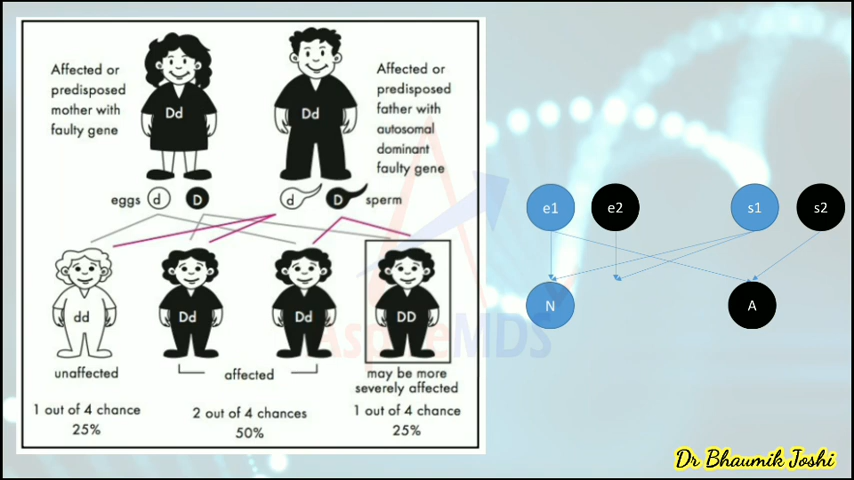 Affected or
predisposed
mother with
faulty gene
Dd
Dd
Affected or
predisposed
father with
autosomal
dominant
faulty gene
eggs d D d D sperm
e1 e2 s1 s2
dd Dd Dd DD
N A
AspireMDS
unaffected
affected
may be more
severely affected
1 out of 4 chance
25%
2 out of 4 chances
50%
1 out of 4 chance
25%
Dr Bhaumik Joshi